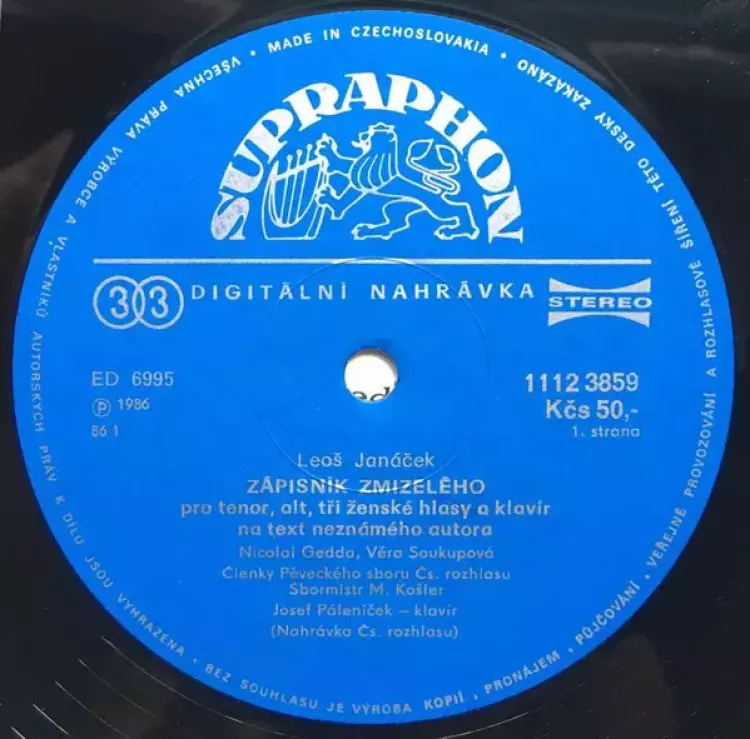 VŠECHNA PRÁVA VÝROBCE A VLASTNÍKŮ AUTORSKÝCH PRÁV K DÍLU JSOU VYHRAZENA • BEZ SOUHLASU JE VÝROBA KOPIÍ, PRONÁJEM, PŮJČOVÁNÍ, VEŘEJNÉ PROVOZOVÁNÍ A ROZHLASOVÉ ŠÍŘENÍ TÉTO DESKY ZAKÁZÁNO • MADE IN CZECHOSLOVAKIA •
SUPRAPHON
33 DIGITÁLNÍ NAHRÁVKA STEREO
ED 6995
℗ 1986
86 1
1112 3859
Kčs 50,-
1. strana
ed
Leoš Janáček
ZÁPISNÍK ZMIZELÉHO
pro tenor, alt, tři ženské hlasy a klavír
na text neznámého autora
Nicolai Gedda, Věra Soukupová
Členky Pěveckého sboru Čs. rozhlasu
Sbormistr M. Košler
Josef Páleníček – klavír
(Nahrávka Čs. rozhlasu)